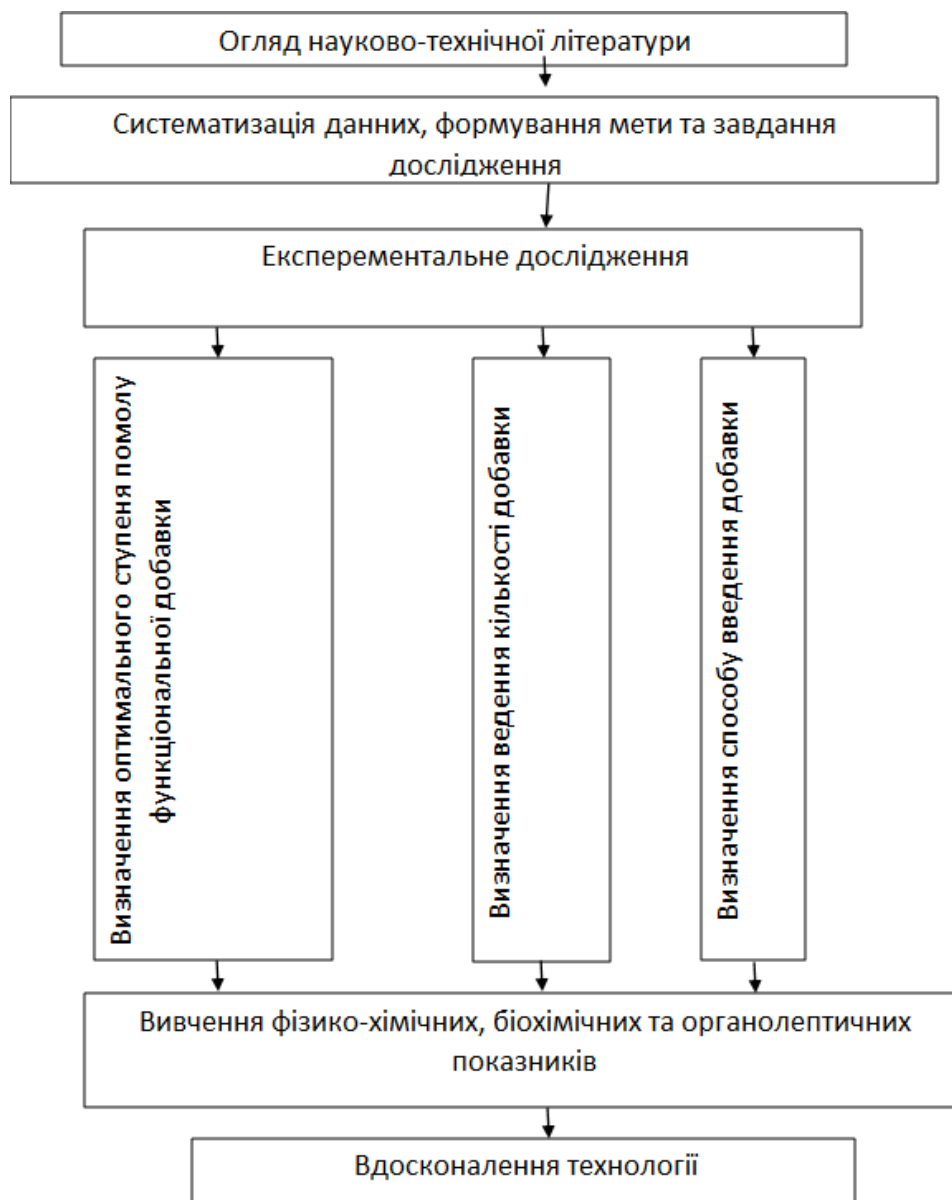 Огляд науково-технічної літератури
Систематизація данних, формування мети та завдання
дослідження
Експерементальне дослідження
Визначення оптимального ступеня помолу
функціональної добавки
Визначення ведення кількості добавки
Визначення способу введення добавки
Вивчення фізико-хімічних, біохімічних та органолептичних
показників
Вдосконалення технології